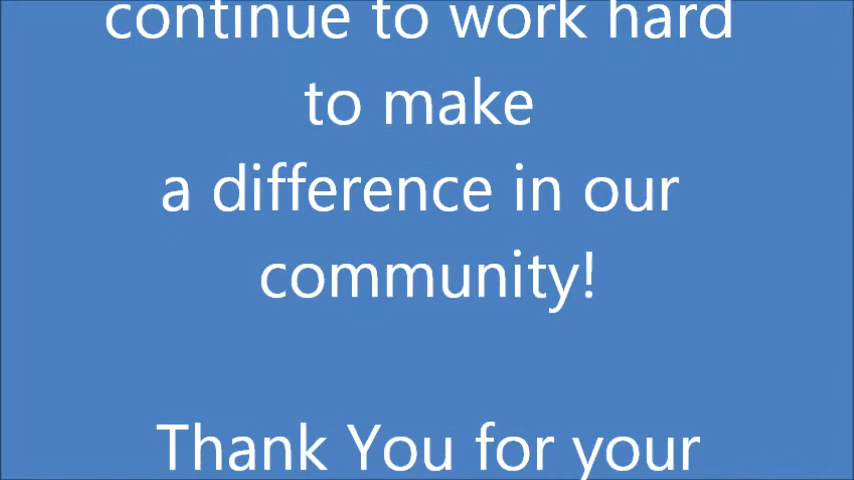 continue to work hard
to make
a difference in our
community!
Thank You for your